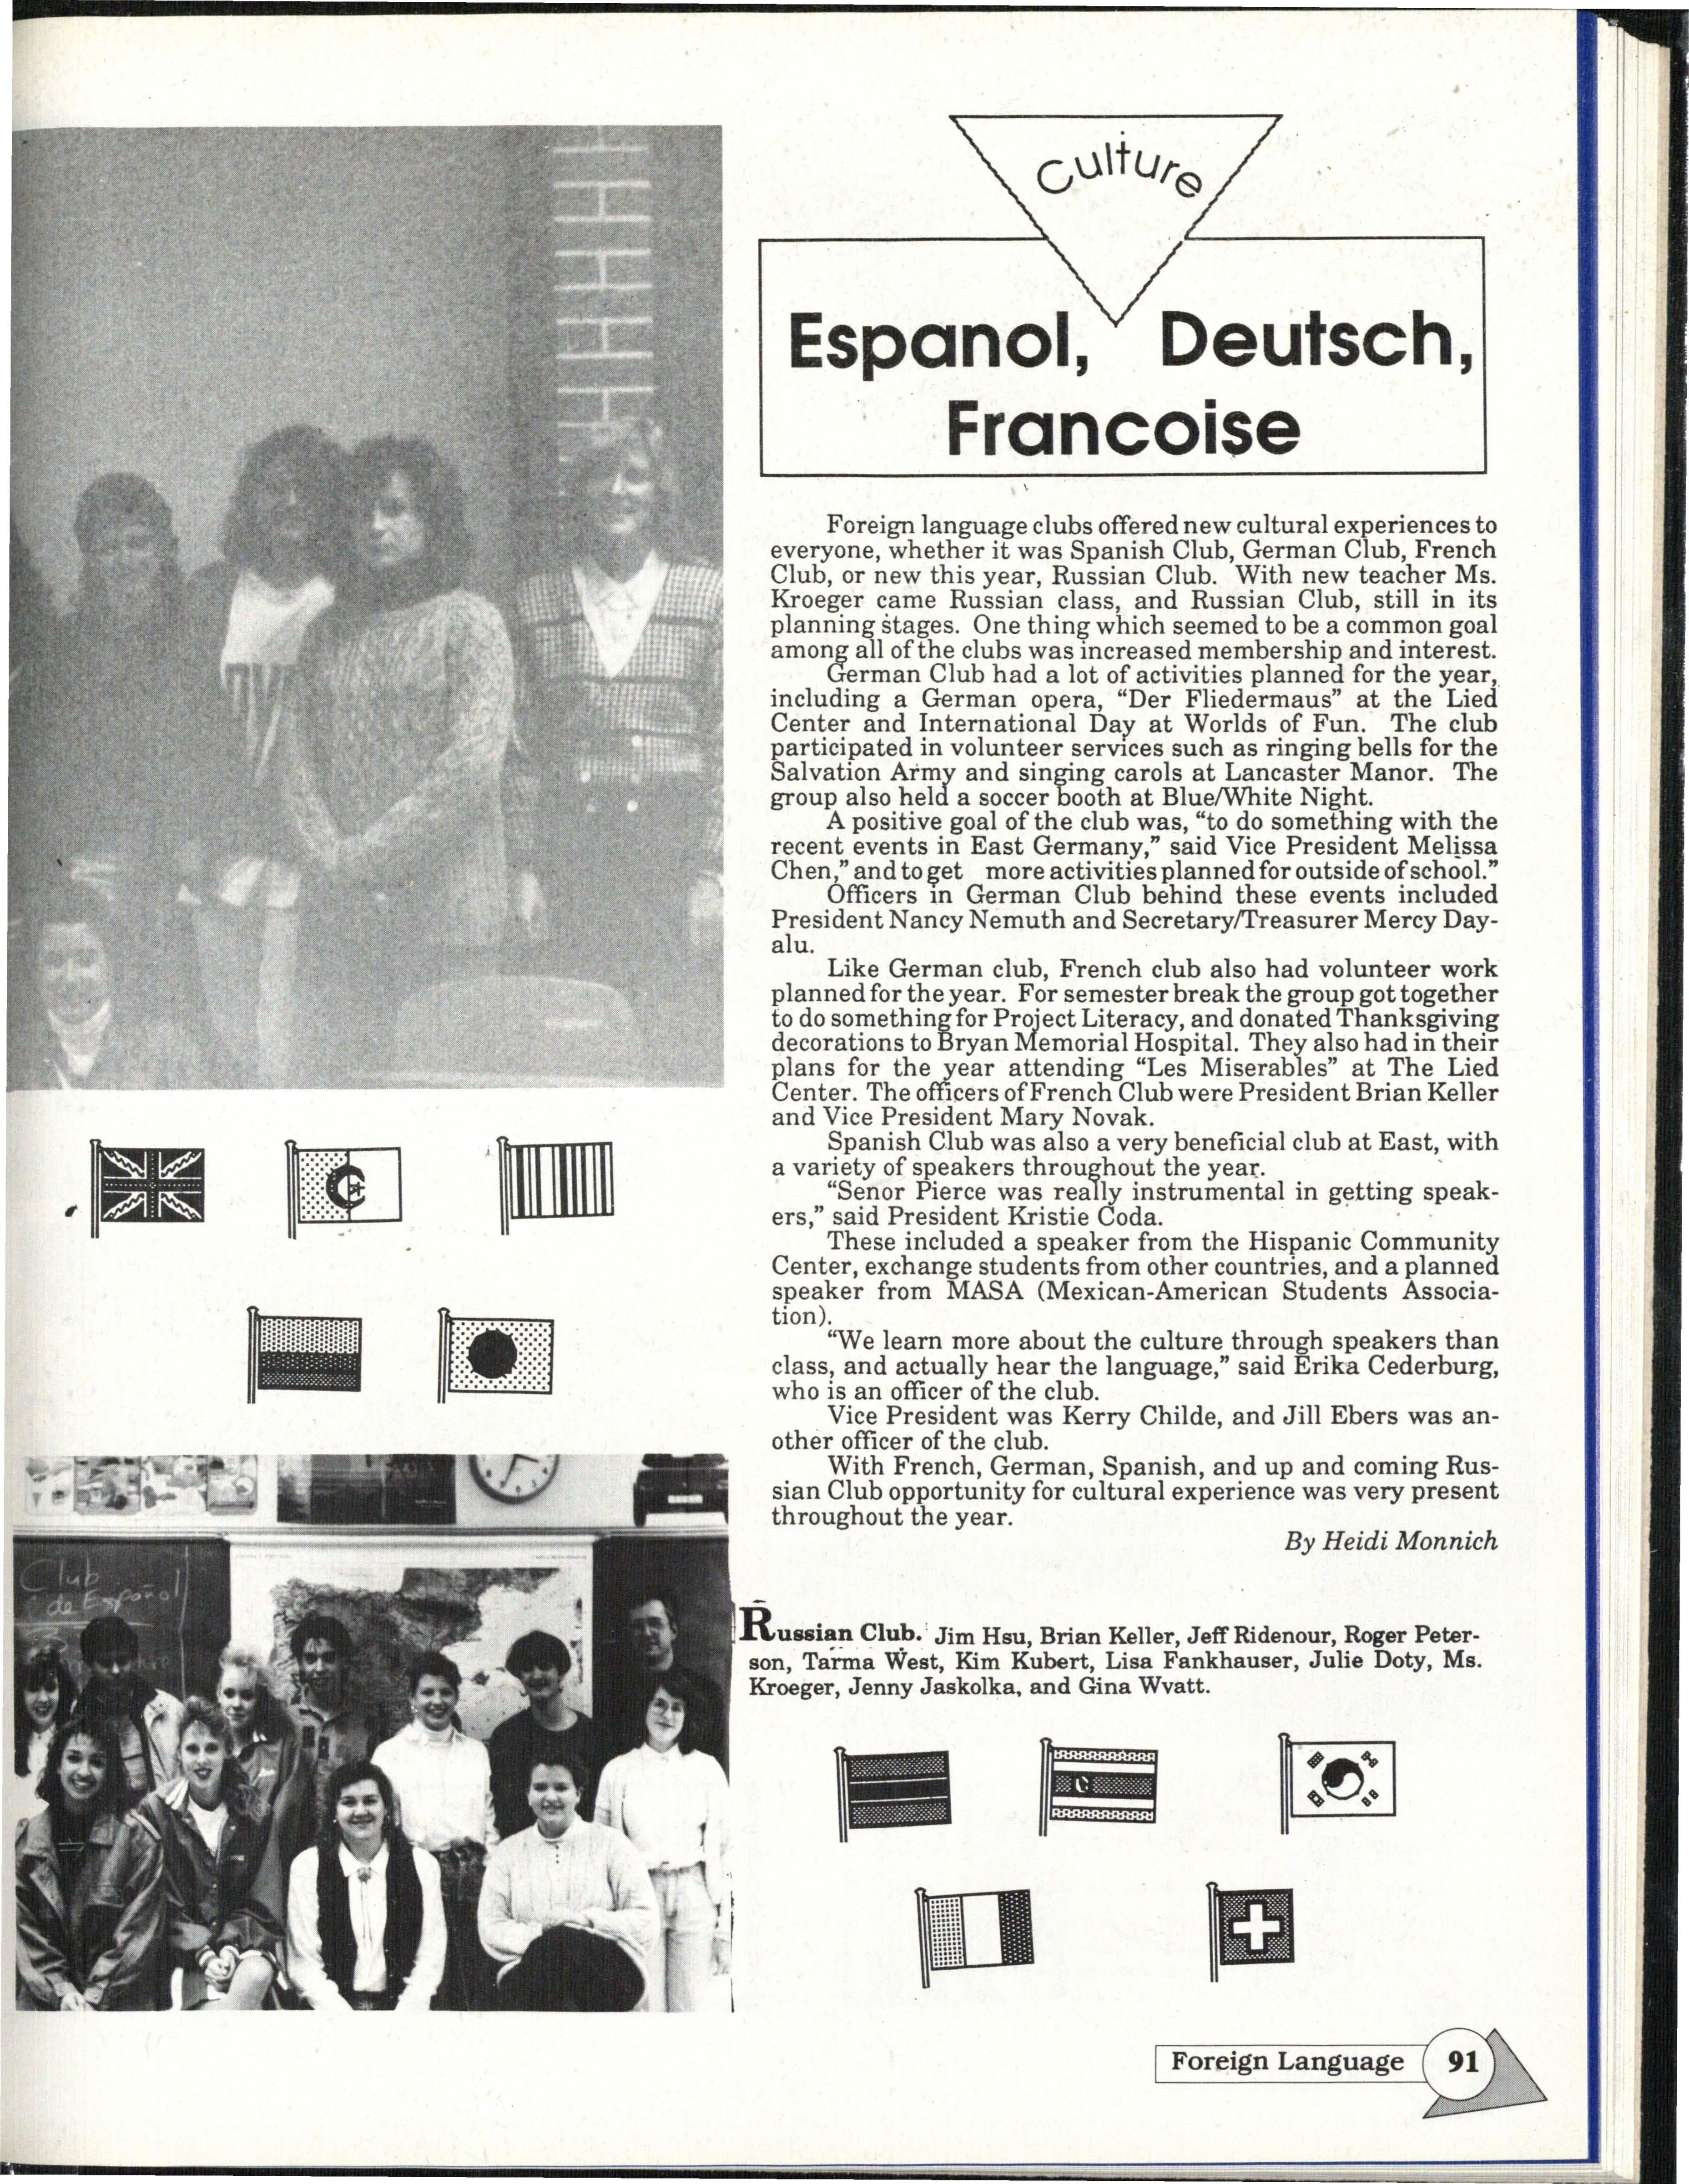 Culture
Espanol, Deutsch,
Francoise
Foreign language clubs offered new cultural experiences to
everyone, whether it was Spanish Club, German Club, French
Club, or new this year, Russian Club. With new teacher Ms.
Kroeger came Russian class, and Russian Club, still in its
planning stages. One thing which seemed to be a common goal
among all of the clubs was increased membership and interest.
German Club had a lot of activities planned for the year,
including a German opera, “Der Fliedermaus” at the Lied
Center and International Day at Worlds of Fun. The club
participated in volunteer services such as ringing bells for the
Salvation Army and singing carols at Lancaster Manor. The
group also held a soccer booth at Blue/White Night.
A positive goal of the club was, “to do something with the
recent events in East Germany,” said Vice President Melissa
Chen,” and to get more activities planned for outside of school.”
Officers in German Club behind these events included
President Nancy Nemuth and Secretary/Treasurer Mercy Day-
alu.
Like German club, French club also had volunteer work
planned for the year. For semester break the group got together
to do something for Project Literacy, and donated Thanksgiving
decorations to Bryan Memorial Hospital. They also had in their
plans for the year attending “Les Miserables” at The Lied
Center. The officers of French Club were President Brian Keller
and Vice President Mary Novak.
Spanish Club was also a very beneficial club at East, with
a variety of speakers throughout the year.
“Senor Pierce was really instrumental in getting speak-
ers,” said President Kristie Coda.
These included a speaker from the Hispanic Community
Center, exchange students from other countries, and a planned
speaker from MASA (Mexican-American Students Associa-
tion).
“We learn more about the culture through speakers than
class, and actually hear the language,” said Erika Cederburg,
who is an officer of the club.
Vice President was Kerry Childe, and Jill Ebers was an-
other officer of the club.
With French, German, Spanish, and up and coming Rus-
sian Club opportunity for cultural experience was very present
throughout the year.
By Heidi Monnich
Club
de Español
Russian Club. Jim Hsu, Brian Keller, Jeff Ridenour, Roger Peter-
son, Tarma West, Kim Kubert, Lisa Fankhauser, Julie Doty, Ms.
Kroeger, Jenny Jaskolka, and Gina Wvatt.
Foreign Language 91